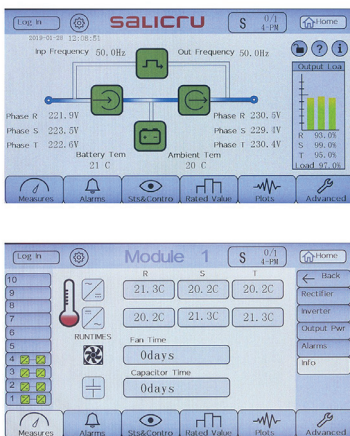 Log In
SALICRU
S 0/1
4-PM
Home
2019-01-28 12:08:51
Inp Frequency 50,0Hz
Out Frequency 50,0Hz
Output Loa
Phase R 221.9V
Phase S 223.5V
Phase T 222.6V
Phase R 230.5V
Phase S 229.4V
Phase T 230.4V
Battery Tem
21 C
Ambient Tem
20 C
R 93.0%
S 99.0%
T 95.0%
Load 97.0%
Measures
Alarms
Sts&Contro
Rated Value
Plots
Advanced
Log In
Module 1
S 0/1
4-PM
Home
10
9
8
7
6
5
4
3
2
1
R S T
21.3C 20.2C 20.2C
20.2C 21.3C 21.3C
RUNTIMES
Fan Time
0days
Capacitor Time
0days
Back
Rectifier
Inverter
Output Pwr
Alarms
Info
Measures
Alarms
Sts&Contro
Rated Value
Plots
Advanced